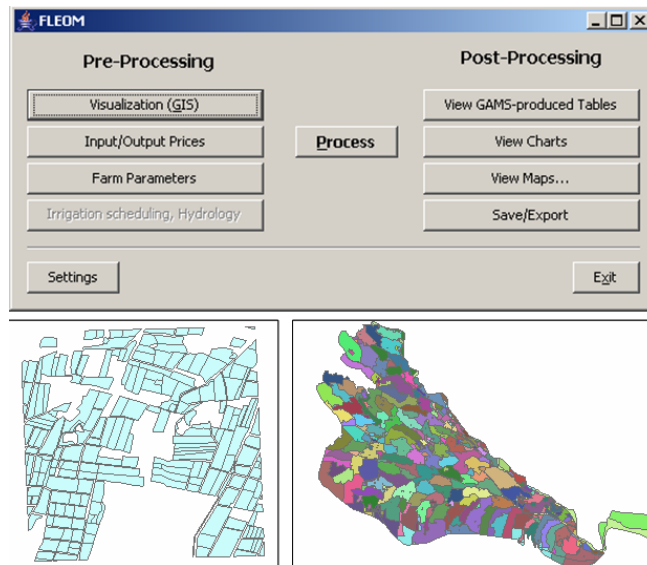 FLEOM
Pre-Processing
Post-Processing
Visualization (GIS)
View GAMS-produced Tables
Input/Output Prices
Process
View Charts
Farm Parameters
View Maps...
Irrigation scheduling, Hydrology
Save/Export
Settings
Exit